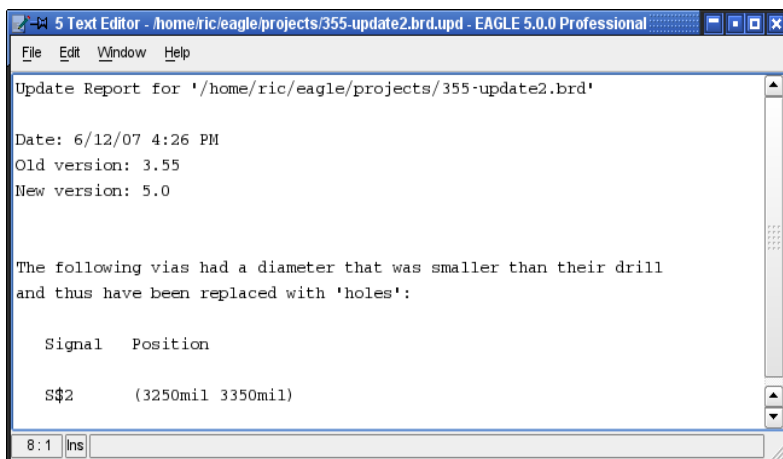 5 Text Editor - /home/ric/eagle/projects/355-update2.brd.upd - EAGLE 5.0.0 Professional
File Edit Window Help
Update Report for '/home/ric/eagle/projects/355-update2.brd'
Date: 6/12/07 4:26 PM
Old version: 3.55
New version: 5.0
The following vias had a diameter that was smaller than their drill
and thus have been replaced with 'holes':
Signal Position
S$2 (3250mil 3350mil)
8:1 Ins